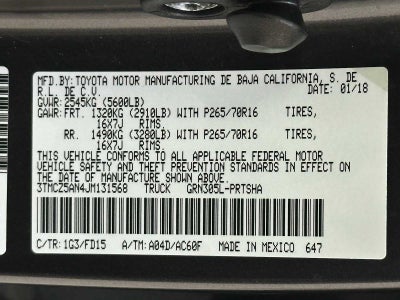 MFD.BY:TOYOTA MOTOR MANUFACTURING DE BAJA CALIFORNIA, S. DE
R.L. DE C.V. DATE: 01/18
GVWR: 2545KG (5600LB)
GAWR: FRT. 1320KG (2910LB) WITH P265/70R16 TIRES,
16X7J RIMS,
RR. 1490KG (3280LB) WITH P265/70R16 TIRES,
16X7J RIMS.
THIS VEHICLE CONFORMS TO ALL APPLICABLE FEDERAL MOTOR
VEHICLE SAFETY AND THEFT PREVENTION STANDARDS IN EFFECT
ON THE DATE OF MANUFACTURE SHOWN ABOVE.
3TMCZ5AN4JM131568 TRUCK GRN305L-PRTSHA
C/TR: 1G3/FD15 A/TM: A04D/AC60F MADE IN MEXICO 647